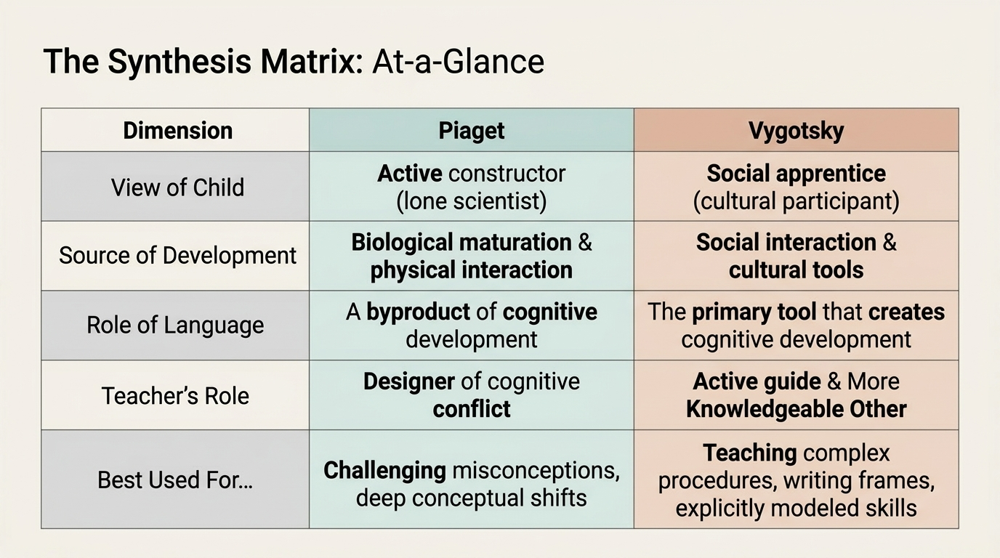 The Synthesis Matrix: At-a-Glance
Dimension
Piaget
Vygotsky
View of Child
Active constructor
(lone scientist)
Social apprentice
(cultural participant)
Source of Development
Biological maturation &
physical interaction
Social interaction &
cultural tools
Role of Language
A byproduct of cognitive
development
The primary tool that creates
cognitive development
Teacher’s Role
Designer of cognitive
conflict
Active guide & More
Knowledgeable Other
Best Used For...
Challenging misconceptions,
deep conceptual shifts
Teaching complex
procedures, writing frames,
explicitly modeled skills